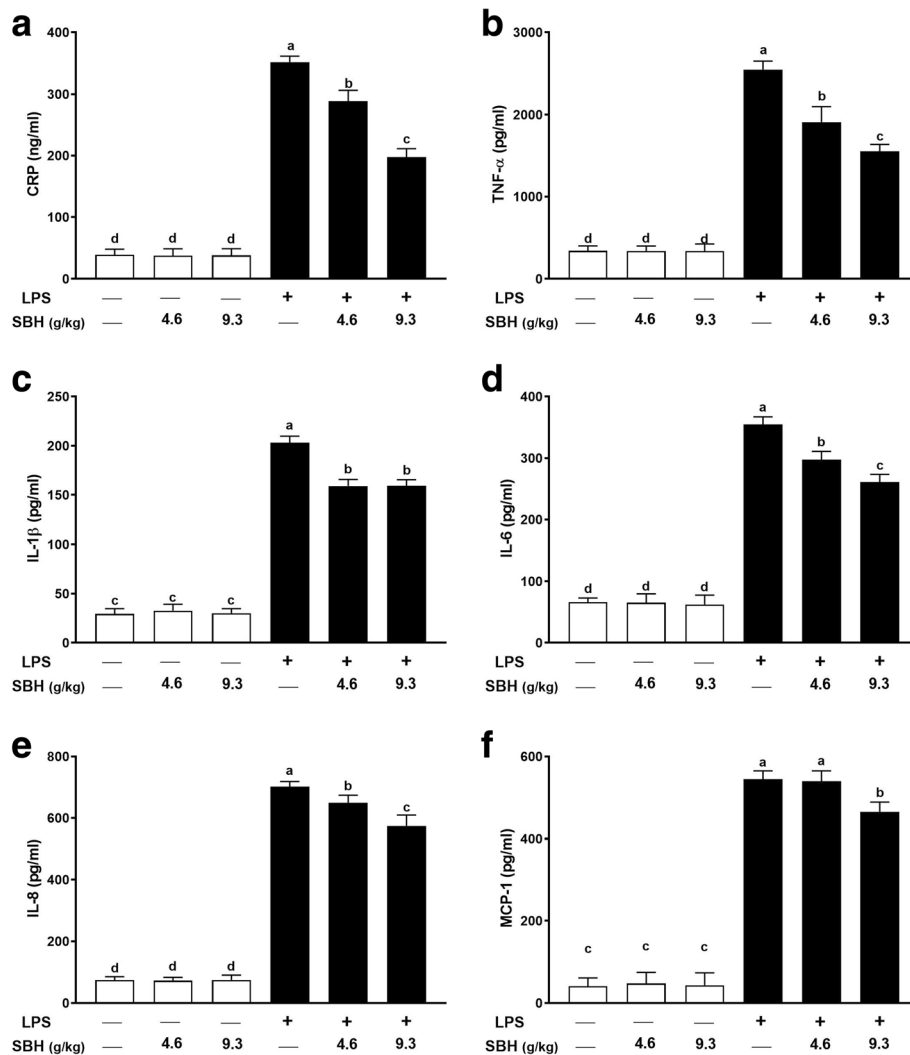 a
400
300
200
100
0
CRP (ng/ml)
d d d a b c
LPS — — — + + +
SBH (g/kg) — 4.6 9.3 — 4.6 9.3
b
3000
2000
1000
0
TNF-α (pg/ml)
d d d a b c
LPS — — — + + +
SBH (g/kg) — 4.6 9.3 — 4.6 9.3
c
250
200
150
100
50
0
IL-1β (pg/ml)
c c c a b b
LPS — — — + + +
SBH (g/kg) — 4.6 9.3 — 4.6 9.3
d
400
300
200
100
0
IL-6 (pg/ml)
d d d a b c
LPS — — — + + +
SBH (g/kg) — 4.6 9.3 — 4.6 9.3
e
800
600
400
200
0
IL-8 (pg/ml)
d d d a b c
LPS — — — + + +
SBH (g/kg) — 4.6 9.3 — 4.6 9.3
f
600
400
200
0
MCP-1 (pg/ml)
c c c a a b
LPS — — — + + +
SBH (g/kg) — 4.6 9.3 — 4.6 9.3